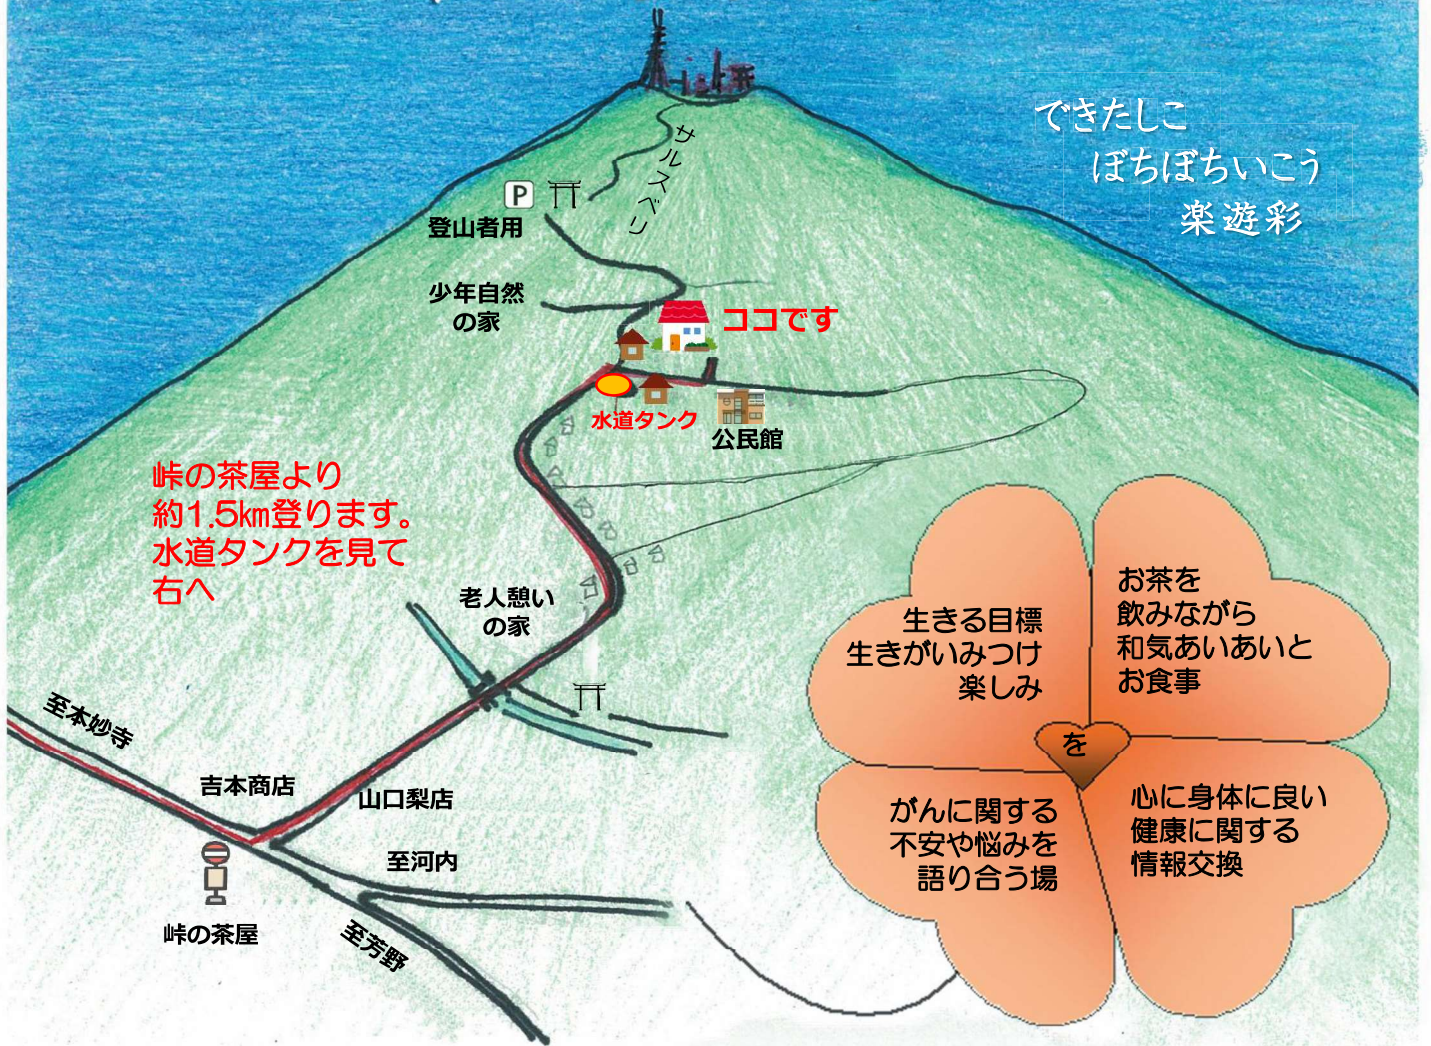 できたしこ
ぼちぼちいこう
楽遊彩
サルスベリ
P
登山者用
少年自然
の家
ココです
水道タンク
公民館
峠の茶屋より
約1.5㎞登ります。
水道タンクを見て
右へ
老人憩い
の家
至本妙寺
吉本商店
山口梨店
至河内
峠の茶屋
至芳野
生きる目標
生きがいみつけ
楽しみ
お茶を
飲みながら
和気あいあいと
お食事
を
がんに関する
不安や悩みを
語り合う場
心に身体に良い
健康に関する
情報交換